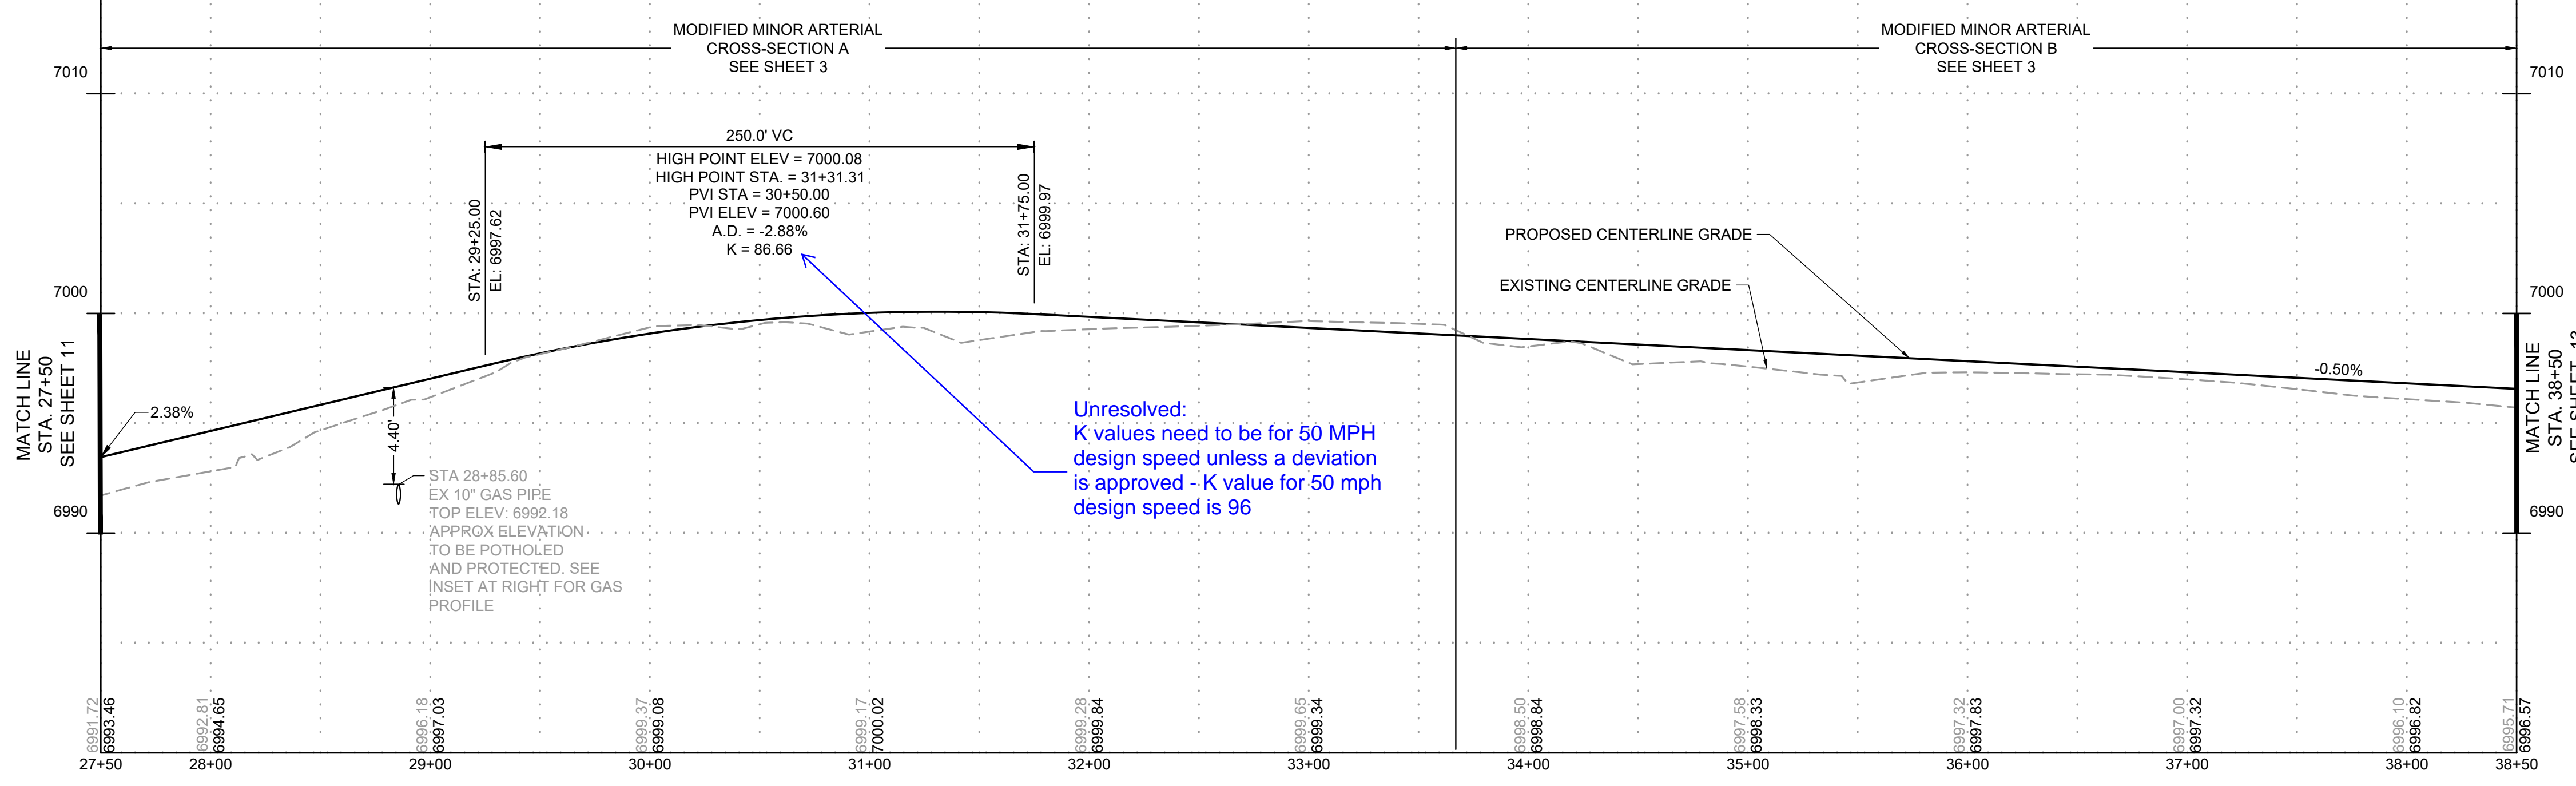 MODIFIED MINOR ARTERIAL
CROSS-SECTION A
SEE SHEET 3
MODIFIED MINOR ARTERIAL
CROSS-SECTION B
SEE SHEET 3
7010
7010
250.0' VC
HIGH POINT ELEV = 7000.08
HIGH POINT STA. = 31+31.31
PVI STA = 30+50.00
PVI ELEV = 7000.60
A.D. = -2.88%
K = 86.66
STA: 29+25.00
EL: 6997.62
STA: 31+75.00
EL: 6999.97
PROPOSED CENTERLINE GRADE
EXISTING CENTERLINE GRADE
7000
7000
MATCH LINE
STA. 27+50
SEE SHEET 11
2.38%
4.40'
-0.50%
MATCH LINE
STA. 38+50
Unresolved:
K values need to be for 50 MPH
design speed unless a deviation
is approved - K value for 50 mph
design speed is 96
STA 28+85.60
EX 10" GAS PIPE
TOP ELEV: 6992.18
APPROX ELEVATION
TO BE POTHOLED
AND PROTECTED. SEE
INSET AT RIGHT FOR GAS
PROFILE
6990
6990
6991.72
6993.46
6992.81
6994.65
6996.18
6997.03
6999.37
6999.08
6999.17
7000.02
6999.28
6999.84
6999.65
6999.34
6998.50
6998.84
6997.58
6998.33
6997.32
6997.83
6997.00
6997.32
6996.10
6996.82
6995.71
6996.57
27+50
28+00
29+00
30+00
31+00
32+00
33+00
34+00
35+00
36+00
37+00
38+00
38+50